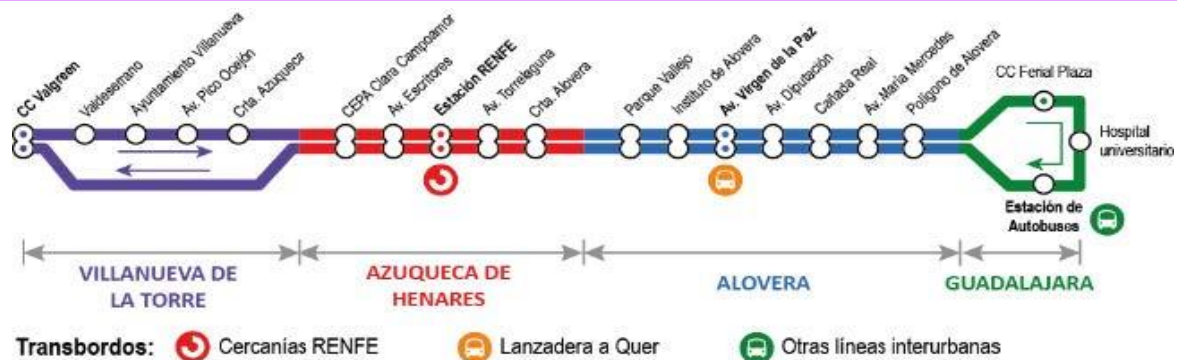 CC Valgreen
Valdesemano
Ayuntamiento Villanueva
Av. Pico Ocejón
Crta. Azuqueca
CEPA Clara Campoamor
Av. Escritores
Estación RENFE
Av. Torrelaguna
Crta. Alovera
Parque Vallejo
Instituto de Alovera
Av. Virgen de la Paz
Av. Diputación
Cañada Real
Av. María Mercedes
Polígono de Alovera
CC Ferial Plaza
Hospital
universitario
Estación de
Autobuses
VILLANUEVA DE
LA TORRE
AZUQUECA DE
HENARES
ALOVERA
GUADALAJARA
Transbordos: Cercanías RENFE Lanzadera a Quer Otras líneas interurbanas